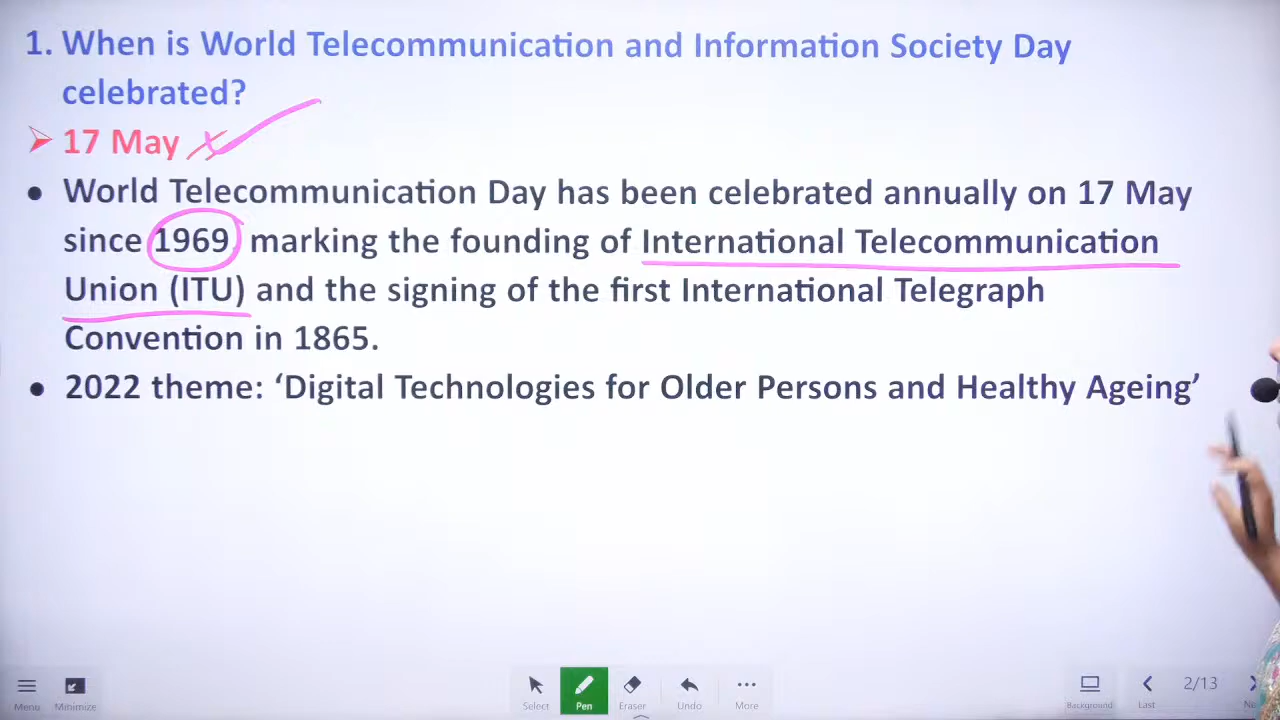 1. When is World Telecommunication and Information Society Day
celebrated?
➤ 17 May
• World Telecommunication Day has been celebrated annually on 17 May
since 1969, marking the founding of International Telecommunication
Union (ITU) and the signing of the first International Telegraph
Convention in 1865.
• 2022 theme: ‘Digital Technologies for Older Persons and Healthy Ageing’
Menu Minimize Select Pen Eraser Undo More Background Last 2/13